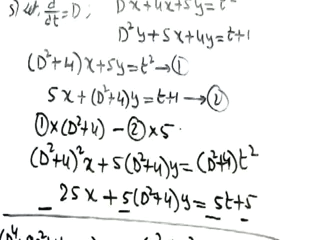 5) let, d/dt = D; D²x+4x+5y=t²
D²y+5x+4y=t+1
(D²+4)x+5y=t²→①
5x+(D²+4)y=t+1→②
①×(D²+4) − ②×5
(D²+4)²x+5(D²+4)y=(D²+4)t²
25x+5(D²+4)y=5t+5
− − − −